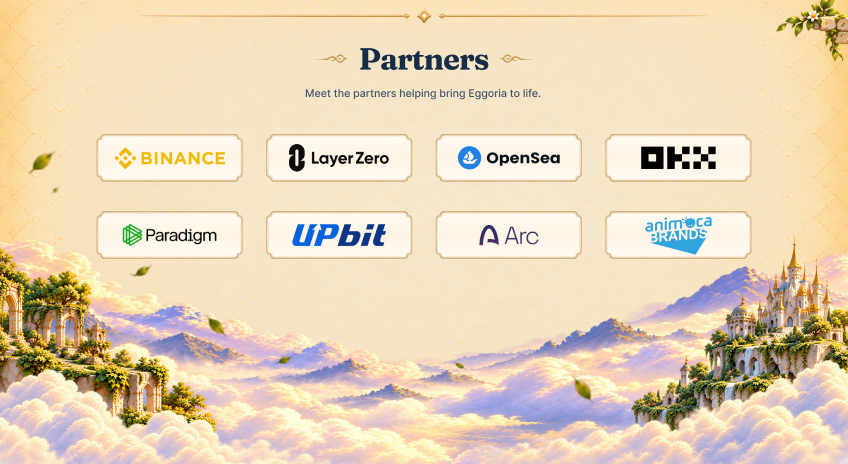 Partners
Meet the partners helping bring Eggoria to life.
BINANCE
LayerZero
OpenSea
OKX
Paradigm
UPbit
Arc
animoca
BRANDS